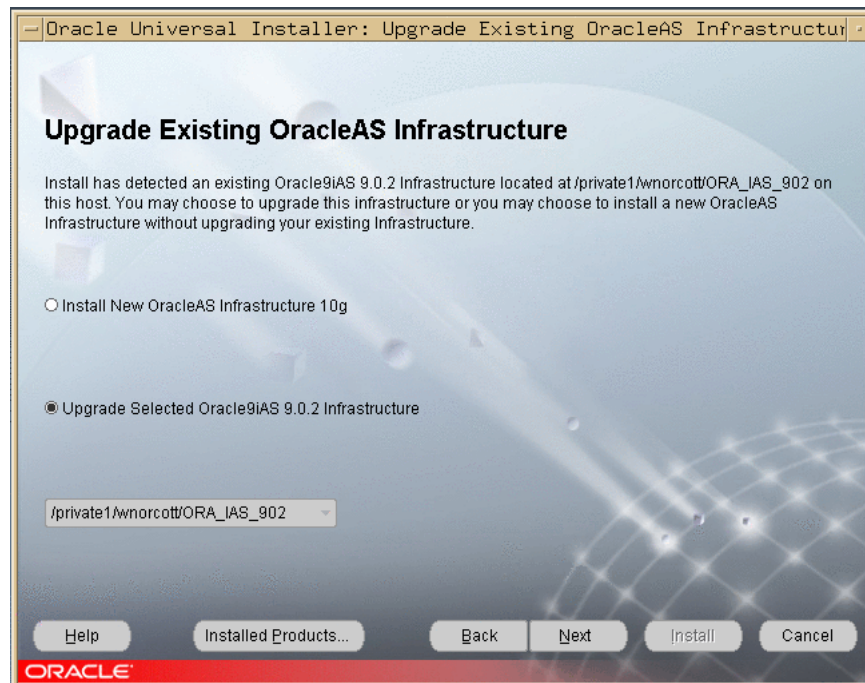 Oracle Universal Installer: Upgrade Existing OracleAS Infrastructur
Upgrade Existing OracleAS Infrastructure
Install has detected an existing Oracle9iAS 9.0.2 Infrastructure located at /private1/wnorcott/ORA_IAS_902 on
this host. You may choose to upgrade this infrastructure or you may choose to install a new OracleAS
Infrastructure without upgrading your existing Infrastructure.
Install New OracleAS Infrastructure 10g
Upgrade Selected Oracle9iAS 9.0.2 Infrastructure
/private1/wnorcott/ORA_IAS_902
Help Installed Products... Back Next Install Cancel
ORACLE